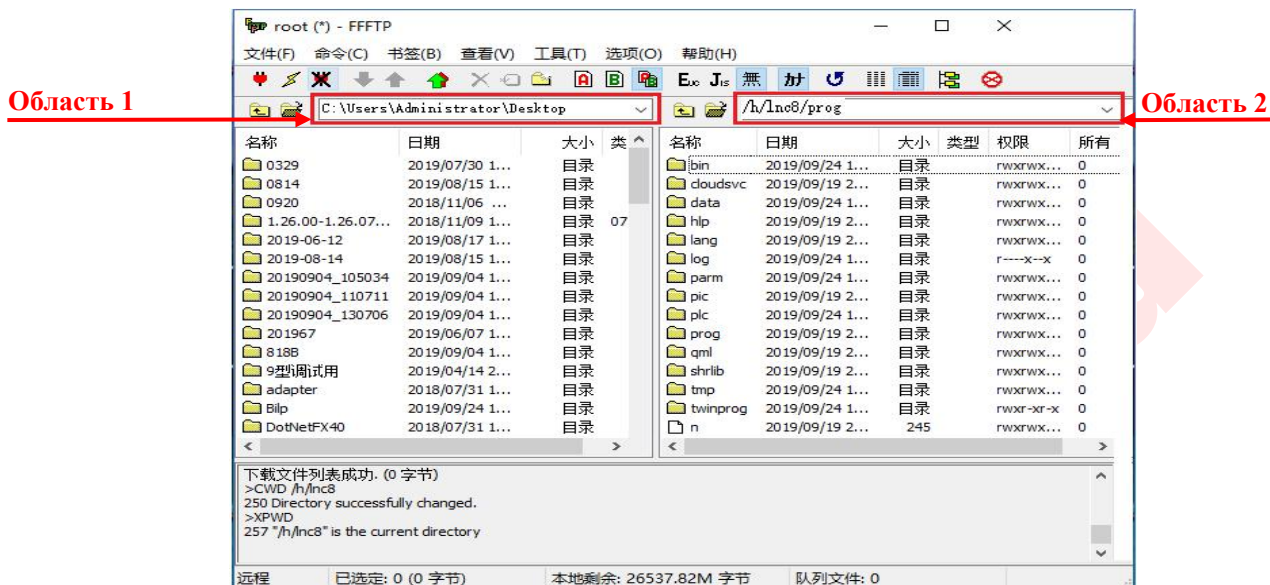 root (*) - FFFTP
文件(F) 命令(C) 书签(B) 查看(V) 工具(T) 选项(O) 帮助(H)
A B Euc JIS 無 カナ
Область 1
C:\Users\Administrator\Desktop
/h/lnc8/prog
Область 2
名称 日期 大小 类 名称 日期 大小 类型 权限 所有
0329 2019/07/30 1... 目录 bin 2019/09/24 1... 目录 rwxrwx... 0
0814 2019/08/15 1... 目录 cloudsvc 2019/09/19 2... 目录 rwxrwx... 0
0920 2018/11/06 ... 目录 data 2019/09/24 1... 目录 rwxrwx... 0
1.26.00-1.26.07... 2018/11/09 1... 目录 07 hlp 2019/09/19 2... 目录 rwxrwx... 0
2019-06-12 2019/08/17 1... 目录 lang 2019/09/19 2... 目录 rwxrwx... 0
2019-08-14 2019/08/15 1... 目录 log 2019/09/19 2... 目录 r----x--x 0
20190904_105034 2019/09/04 1... 目录 parm 2019/09/24 1... 目录 rwxrwx... 0
20190904_110711 2019/09/04 1... 目录 pic 2019/09/19 2... 目录 rwxrwx... 0
20190904_130706 2019/09/04 1... 目录 plc 2019/09/24 1... 目录 rwxrwx... 0
201967 2019/06/07 1... 目录 prog 2019/09/19 2... 目录 rwxrwx... 0
818B 2019/09/04 1... 目录 qml 2019/09/19 2... 目录 rwxrwx... 0
9型调试用 2019/04/14 2... 目录 shrlib 2019/09/19 2... 目录 rwxrwx... 0
adapter 2018/07/31 1... 目录 tmp 2019/09/24 1... 目录 rwxrwx... 0
Bilp 2019/09/24 1... 目录 twinprog 2019/09/24 1... 目录 rwxr-xr-x 0
DotNetFX40 2018/07/31 1... 目录 n 2019/09/19 2... 245 rwxrwx... 0
下载文件列表成功. (0 字节)
>CWD /h/lnc8
250 Directory successfully changed.
>XPWD
257 "/h/lnc8" is the current directory
远程 已选定: 0 (0 字节) 本地剩余: 26537.82M 字节 队列文件: 0